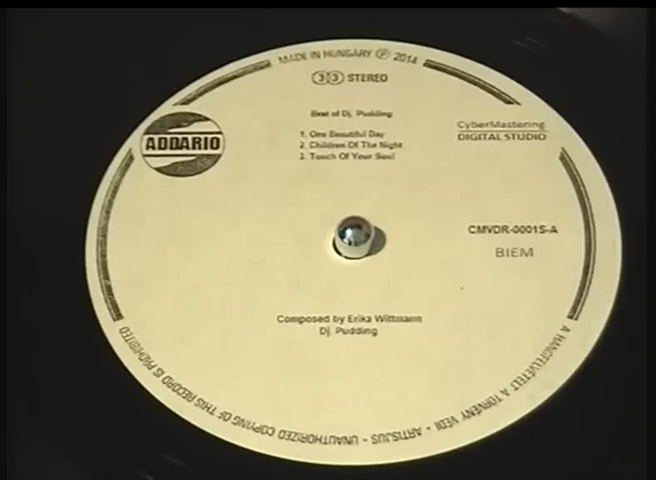 MADE IN HUNGARY Ⓟ 2014
33 STEREO
Best of Dj. Pudding
1. One Beautiful Day
2. Children Of The Night
3. Touch Of Your Soul
ADDARIO
CyberMastering
DIGITAL STUDIO
CMVDR-0001S-A
BIEM
Composed by Erika Wittmann
Dj. Pudding
A HANGFELVÉTELT A TÖRVÉNY VÉDI - ARTISJUS - UNAUTHORIZED COPYING OF THIS RECORD IS PROHIBITED